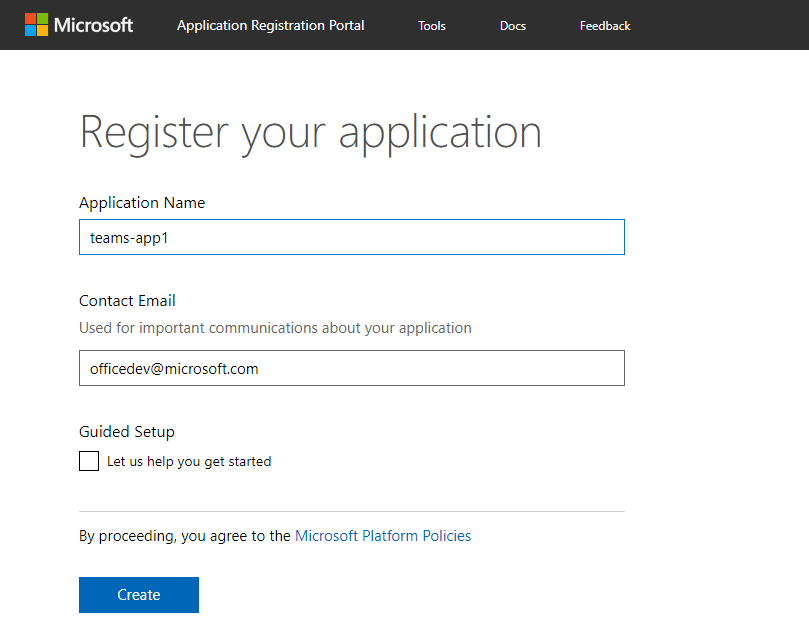 Microsoft Application Registration Portal Tools Docs Feedback
Register your application
Application Name
teams-app1
Contact Email
Used for important communications about your application
officedev@microsoft.com
Guided Setup
Let us help you get started
By proceeding, you agree to the Microsoft Platform Policies
Create